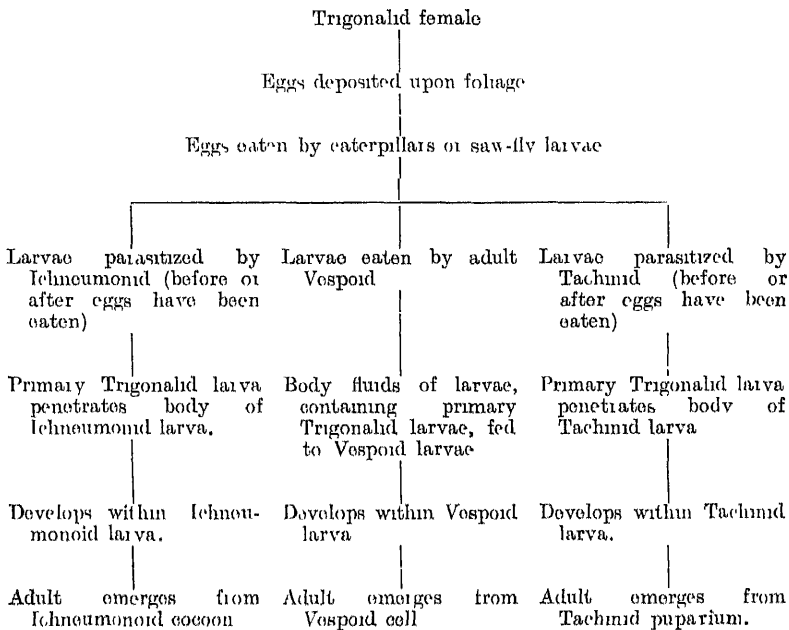 Trigonalid female
Eggs deposited upon foliage
Eggs eaten by caterpillars or saw-fly larvae
Larvae parasitized by
Ichneumonid (before or
after eggs have been
eaten)
Larvae eaten by adult
Vespoid
Larvae parasitized by
Tachinid (before or
after eggs have been
eaten)
Primary Trigonalid larva
penetrates body of
Ichneumonid larva.
Body fluids of larvae,
containing primary
Trigonalid larvae, fed
to Vespoid larvae
Primary Trigonalid larva
penetrates body of
Tachinid larva
Develops within Ichneu-
monoid larva.
Develops within Vespoid
larva
Develops within Tachinid
larva.
Adult emerges from
Ichneumonoid cocoon
Adult emerges from
Vespoid cell
Adult emerges from
Tachinid puparium.